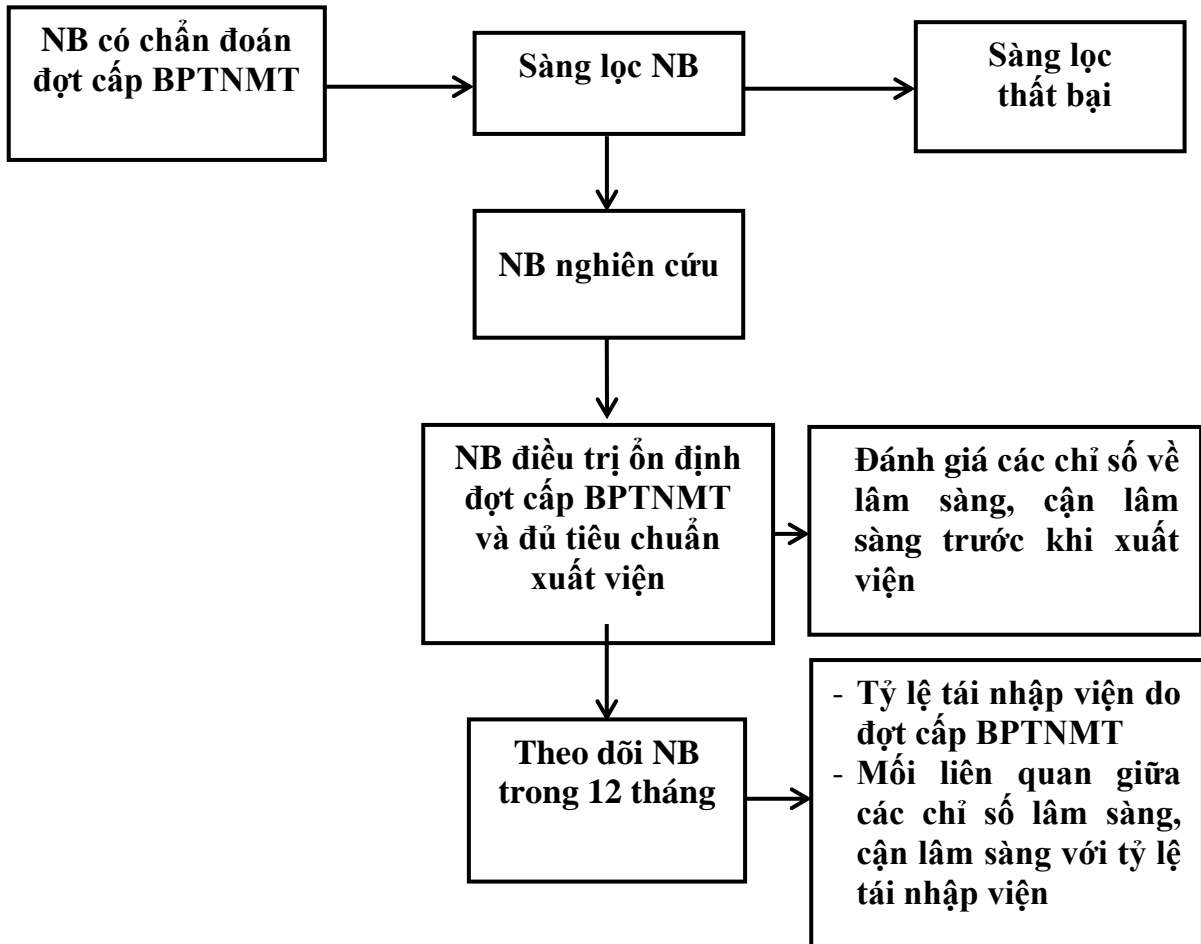 NB có chẩn đoán
đợt cấp BPTNMT
Sàng lọc NB
Sàng lọc
thất bại
NB nghiên cứu
NB điều trị ổn định
đợt cấp BPTNMT
và đủ tiêu chuẩn
xuất viện
Đánh giá các chỉ số về
lâm sàng, cận lâm
sàng trước khi xuất
viện
Theo dõi NB
trong 12 tháng
- Tỷ lệ tái nhập viện do
đợt cấp BPTNMT
- Mối liên quan giữa
các chỉ số lâm sàng,
cận lâm sàng với tỷ lệ
tái nhập viện